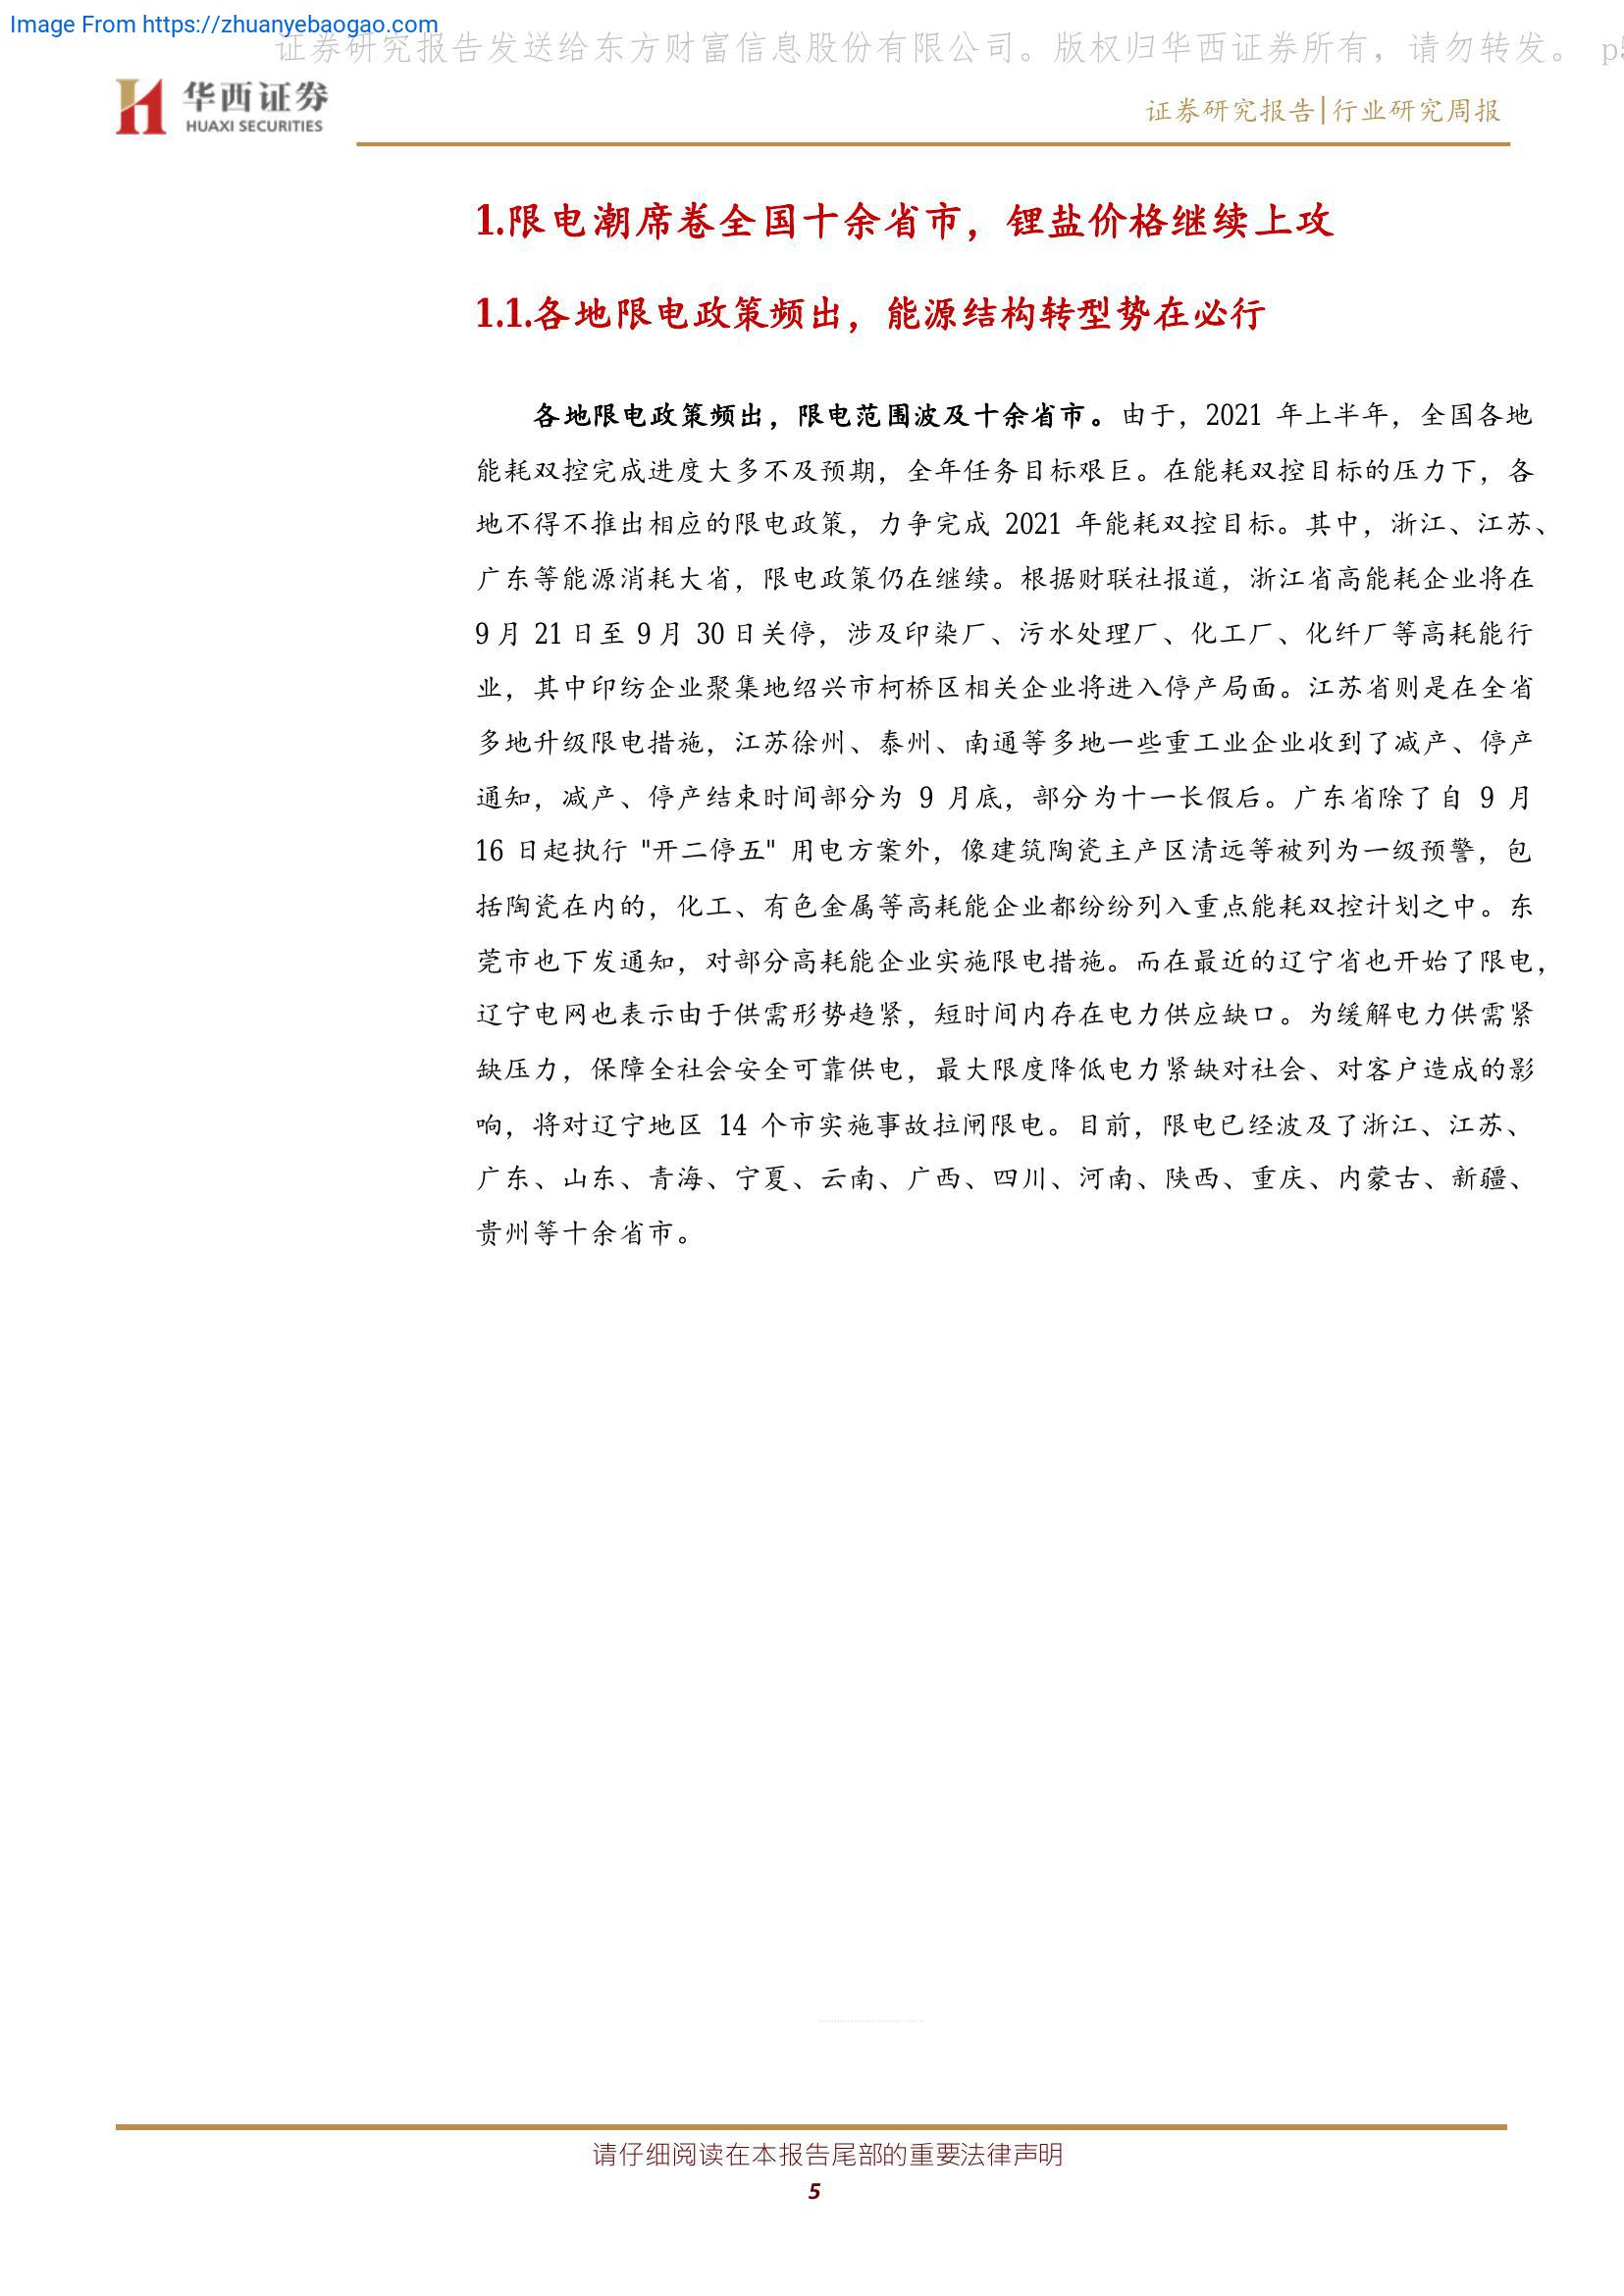 Image From https://zhuanyebaogao.com
证券研究报告发送给东方财富信息股份有限公司。版权归华西证券所有，请勿转发。 p5
华西证券
HUAXI SECURITIES
证券研究报告|行业研究周报
1.限电潮席卷全国十余省市，锂盐价格继续上攻
1.1.各地限电政策频出，能源结构转型势在必行
各地限电政策频出，限电范围波及十余省市。由于，2021 年上半年，全国各地
能耗双控完成进度大多不及预期，全年任务目标艰巨。在能耗双控目标的压力下，各
地不得不推出相应的限电政策，力争完成 2021 年能耗双控目标。其中，浙江、江苏、
广东等能源消耗大省，限电政策仍在继续。根据财联社报道，浙江省高能耗企业将在
9 月 21 日至 9 月 30 日关停，涉及印染厂、污水处理厂、化工厂、化纤厂等高耗能行
业，其中印纺企业聚集地绍兴市柯桥区相关企业将进入停产局面。江苏省则是在全省
多地升级限电措施，江苏徐州、泰州、南通等多地一些重工业企业收到了减产、停产
通知，减产、停产结束时间部分为 9 月底，部分为十一长假后。广东省除了自 9 月
16 日起执行 "开二停五" 用电方案外，像建筑陶瓷主产区清远等被列为一级预警，包
括陶瓷在内的，化工、有色金属等高耗能企业都纷纷列入重点能耗双控计划之中。东
莞市也下发通知，对部分高耗能企业实施限电措施。而在最近的辽宁省也开始了限电，
辽宁电网也表示由于供需形势趋紧，短时间内存在电力供应缺口。为缓解电力供需紧
缺压力，保障全社会安全可靠供电，最大限度降低电力紧缺对社会、对客户造成的影
响，将对辽宁地区 14 个市实施事故拉闸限电。目前，限电已经波及了浙江、江苏、
广东、山东、青海、宁夏、云南、广西、四川、河南、陕西、重庆、内蒙古、新疆、
贵州等十余省市。
请仔细阅读在本报告尾部的重要法律声明
5